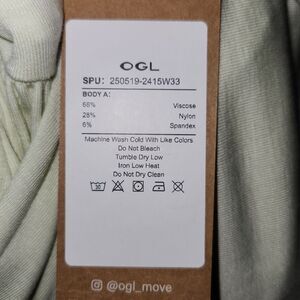 OGL
SPU: 250519-2415W33
BODY A:
66% Viscose
28% Nylon
6% Spandex
Machine Wash Cold With Like Colors
Do Not Bleach
Tumble Dry Low
Iron Low Heat
Do Not Dry Clean
@ogl_move